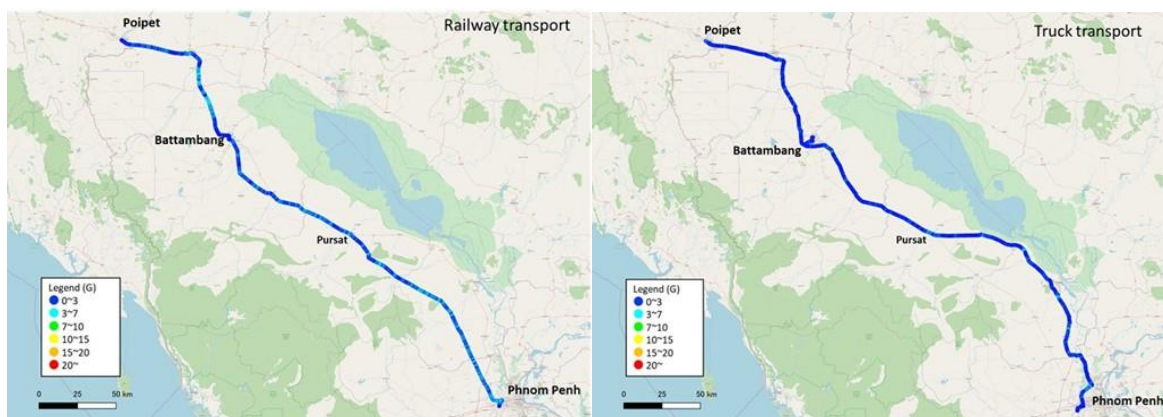 Railway transport
Poipet
Battambang
Pursat
Phnom Penh
Legend (G)
0~3
3~7
7~10
10~15
15~20
20~
0 25 50 km
Truck transport
Poipet
Battambang
Pursat
Phnom Penh
Legend (G)
0~3
3~7
7~10
10~15
15~20
20~
0 25 50 km